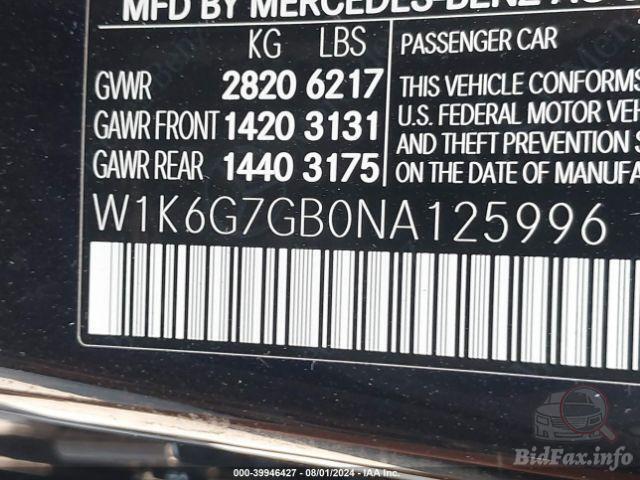 MFD BY MERCEDES-BENZ AG
KG LBS
GVWR 2820 6217
GAWR FRONT 1420 3131
GAWR REAR 1440 3175
PASSENGER CAR
THIS VEHICLE CONFORMS
U.S. FEDERAL MOTOR VEH
AND THEFT PREVENTION S
ON THE DATE OF MANUFA
W1K6G7GB0NA125996
000-39946427 - 08/01/2024 - IAA Inc.
BidFax.info